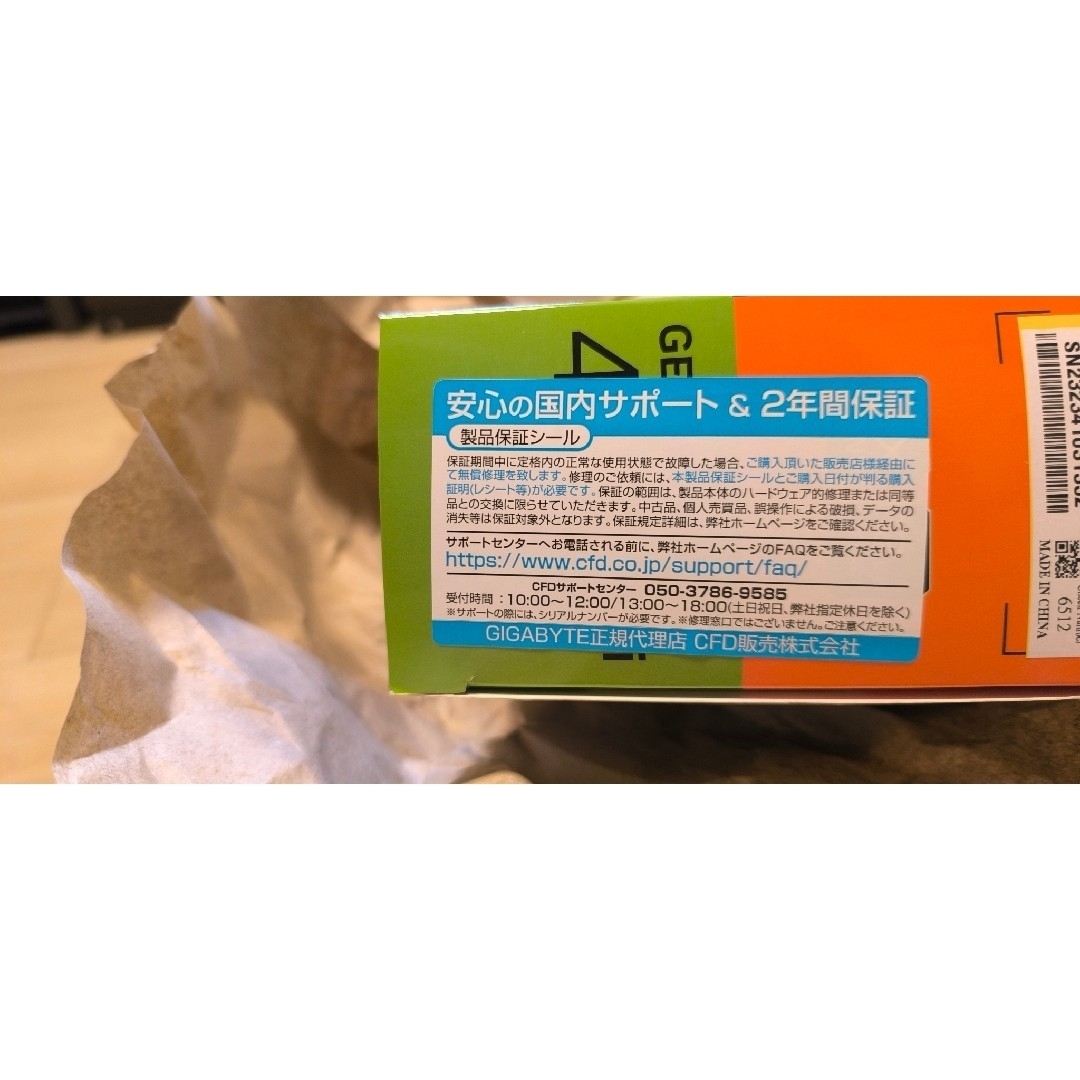 GE
4
安心の国内サポート & 2年間保証
製品保証シール
保証期間中に定格内の正常な使用状態で故障した場合、ご購入頂いた販売店様経由に
て無償修理を致します。修理のご依頼には、本製品保証シールとご購入日付が判る購入
証明(レシート等)が必要です。保証の範囲は、製品本体のハードウェア的修理または同等
品との交換に限らせていただきます。中古品、個人売買品、誤操作による破損、データの
消失等は保証対象外となります。保証規定詳細は、弊社ホームページをご確認ください。
サポートセンターへお電話される前に、弊社ホームページのFAQをご覧ください。
https://www.cfd.co.jp/support/faq/
CFDサポートセンター 050-3786-9585
受付時間：10:00～12:00/13:00～18:00(土日祝日、弊社指定休日を除く)
※サポートの際には、シリアルナンバーが必要です。※修理窓口ではございません。ご注意ください。
GIGABYTE正規代理店 CFD販売株式会社
MADE IN CHINA
6512